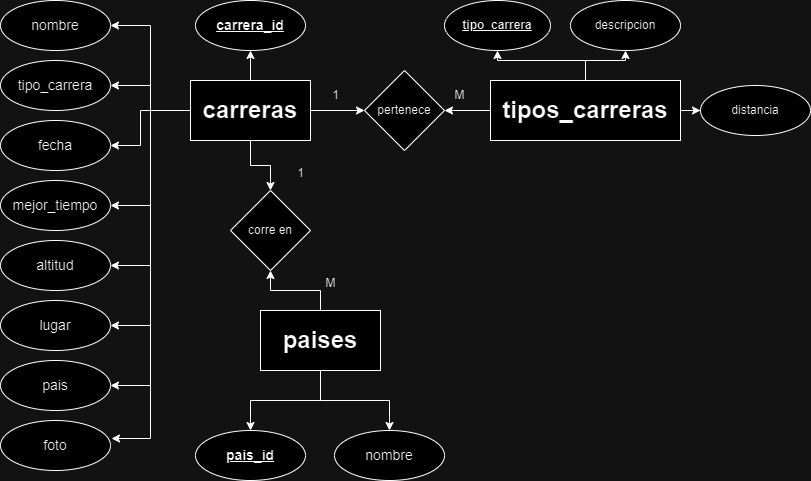 nombre
carrera_id
tipo_carrera
descripcion
tipo_carrera
carreras
1
pertenece
M
tipos_carreras
distancia
fecha
mejor_tiempo
1
corre en
altitud
M
lugar
paises
pais
foto
pais_id
nombre